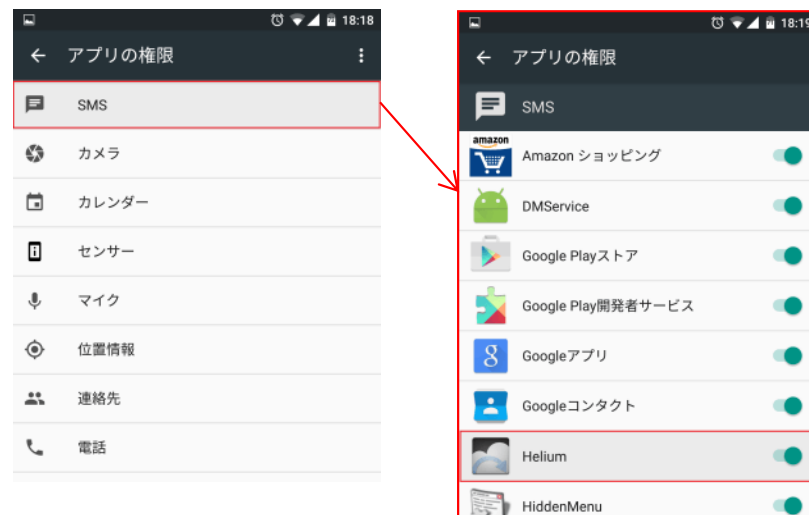 18:18
アプリの権限
SMS
カメラ
カレンダー
センサー
マイク
位置情報
連絡先
電話
18:19
アプリの権限
SMS
amazon
Amazon ショッピング
DMService
Google Playストア
Google Play開発者サービス
8
Googleアプリ
Googleコンタクト
Helium
HiddenMenu